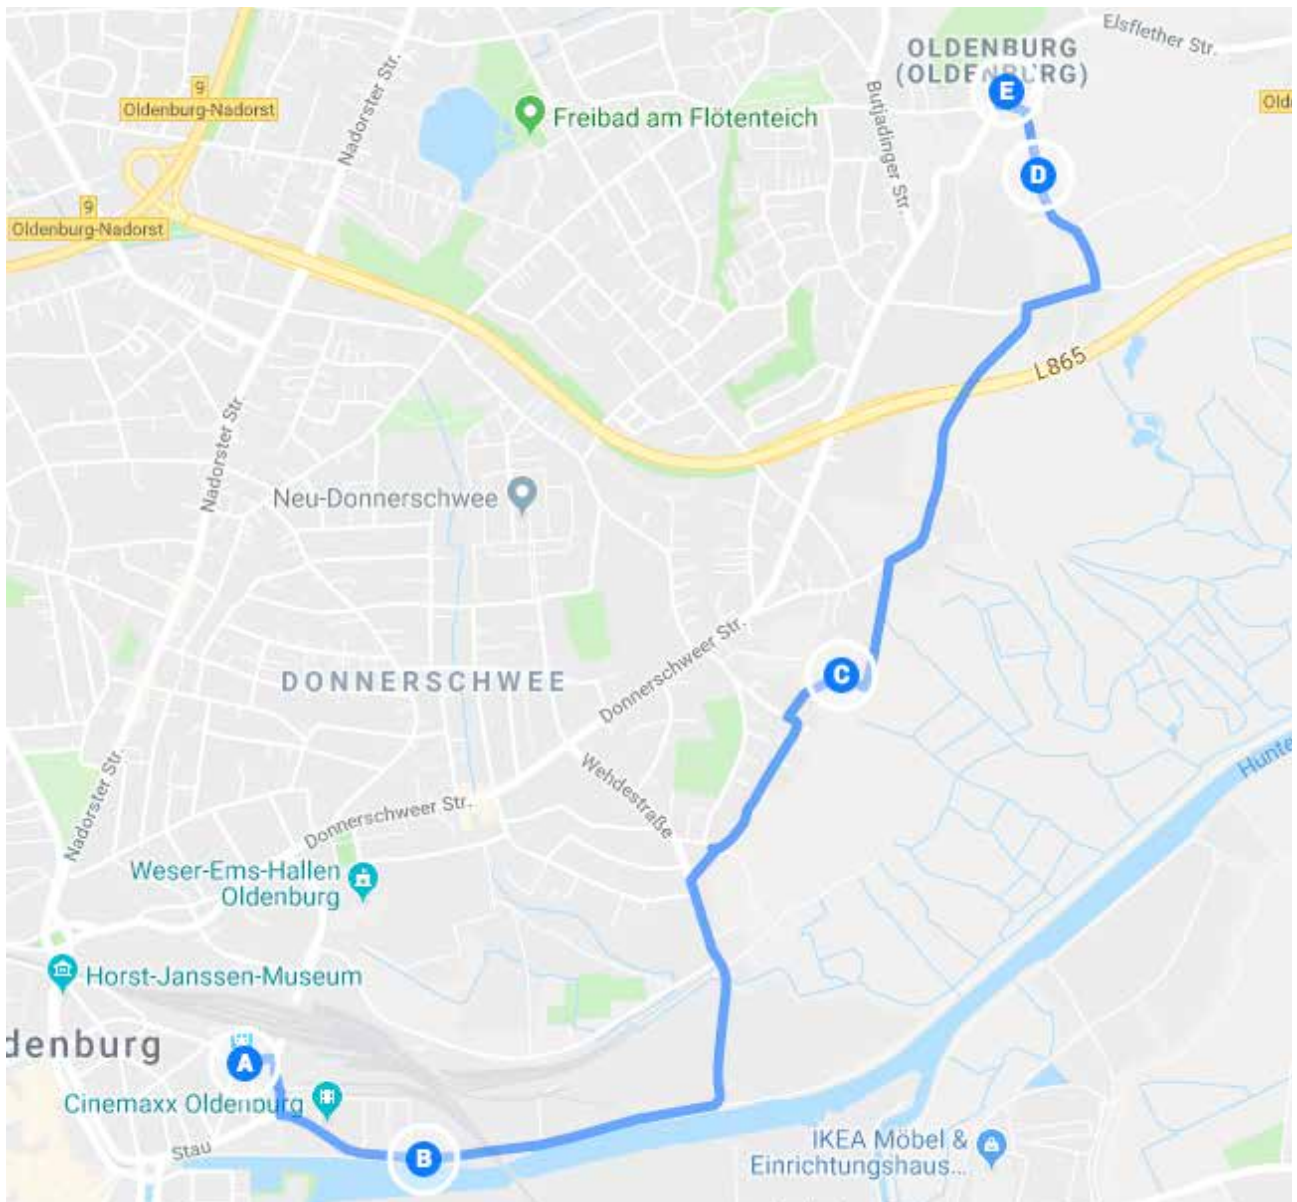 Elsflether Str.
OLDENBURG
(OLDENBURG)
E
9
Oldenburg-Nadorst
Nadorster Str.
Freibad am Flötenteich
Butjadinger Str.
Old
D
9
Oldenburg-Nadorst
L865
Nadorster Str
Neu-Donnerschwee
Donnerschweer Str.
DONNERSCHWEE
C
Wehdestraße
Hunte
Nadorster Str.
Donnerschweer Str.
Weser-Ems-Hallen
Oldenburg
Horst-Janssen-Museum
denburg
A
Cinemaxx Oldenburg
Stau
B
IKEA Möbel &
Einrichtungshaus...